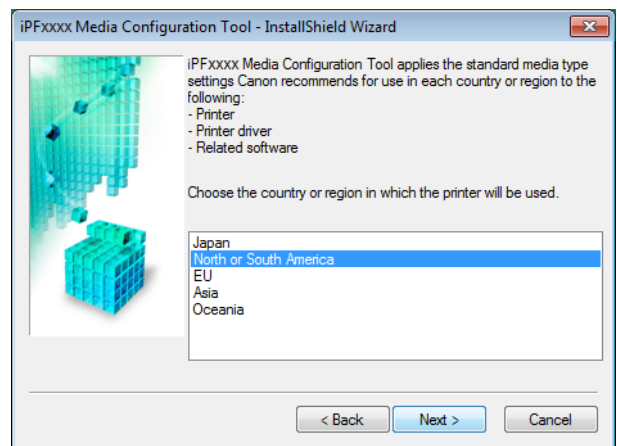 iPFxxxx Media Configuration Tool - InstallShield Wizard
iPFxxxx Media Configuration Tool applies the standard media type
settings Canon recommends for use in each country or region to the
following:
- Printer
- Printer driver
- Related software
Choose the country or region in which the printer will be used.
Japan
North or South America
EU
Asia
Oceania
< Back
Next >
Cancel